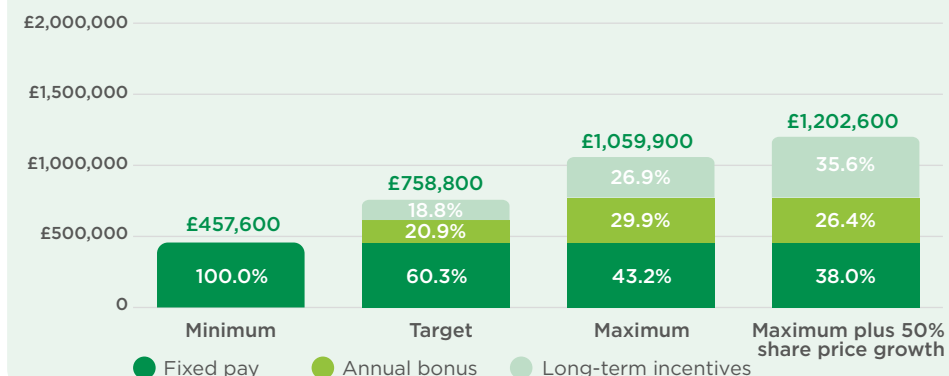 £2,000,000
£1,500,000
£1,000,000
£500,000
0
£457,600
100.0%
£758,800
18.8%
20.9%
60.3%
£1,059,900
26.9%
29.9%
43.2%
£1,202,600
35.6%
26.4%
38.0%
Minimum
Target
Maximum
Maximum plus 50%
share price growth
Fixed pay
Annual bonus
Long-term incentives